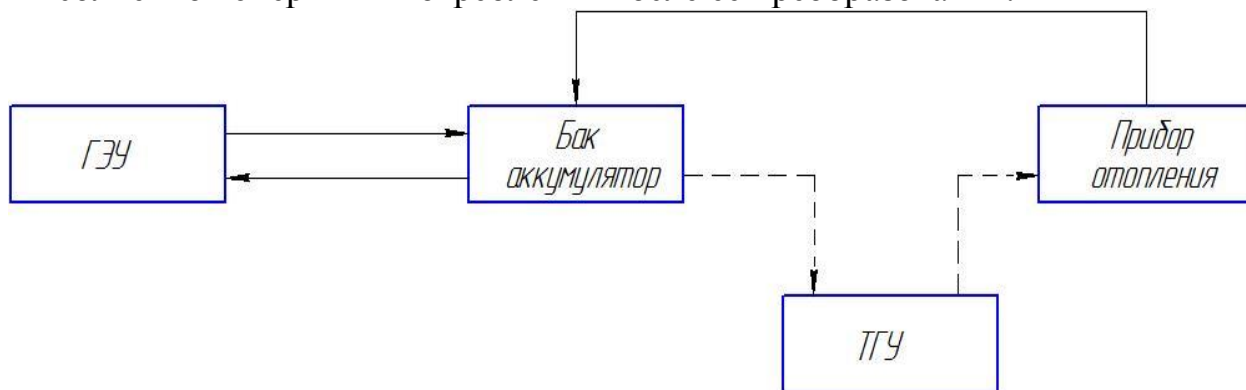 ГЭУ
Бак
аккумулятор
Прибор
отопления
ТГУ